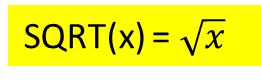 SQRT(x) = √x